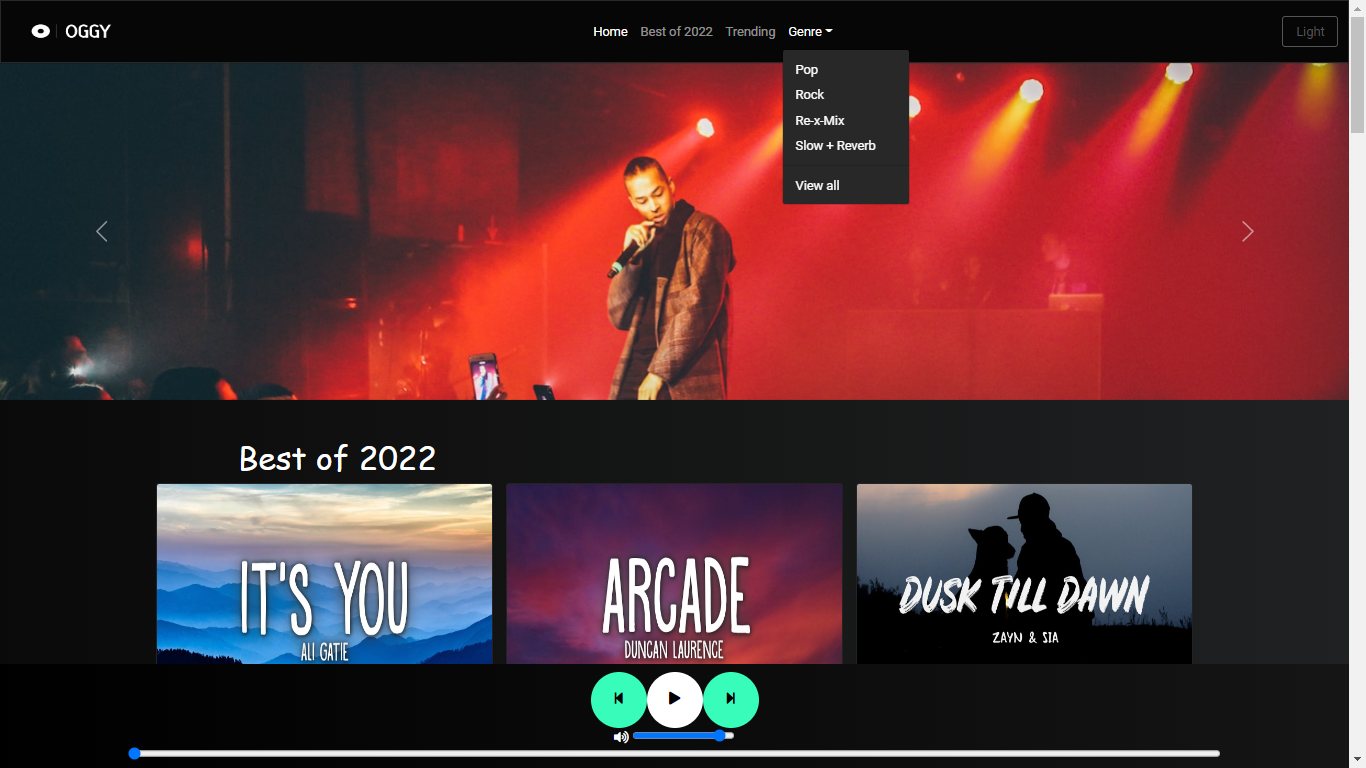 OGGY
Home Best of 2022 Trending Genre Light
Pop
Rock
Re-x-Mix
Slow + Reverb
View all
Best of 2022
IT'S YOU
ALI GATIE
ARCADE
DUNCAN LAURENCE
DUSK TILL DAWN
ZAYN & SIA